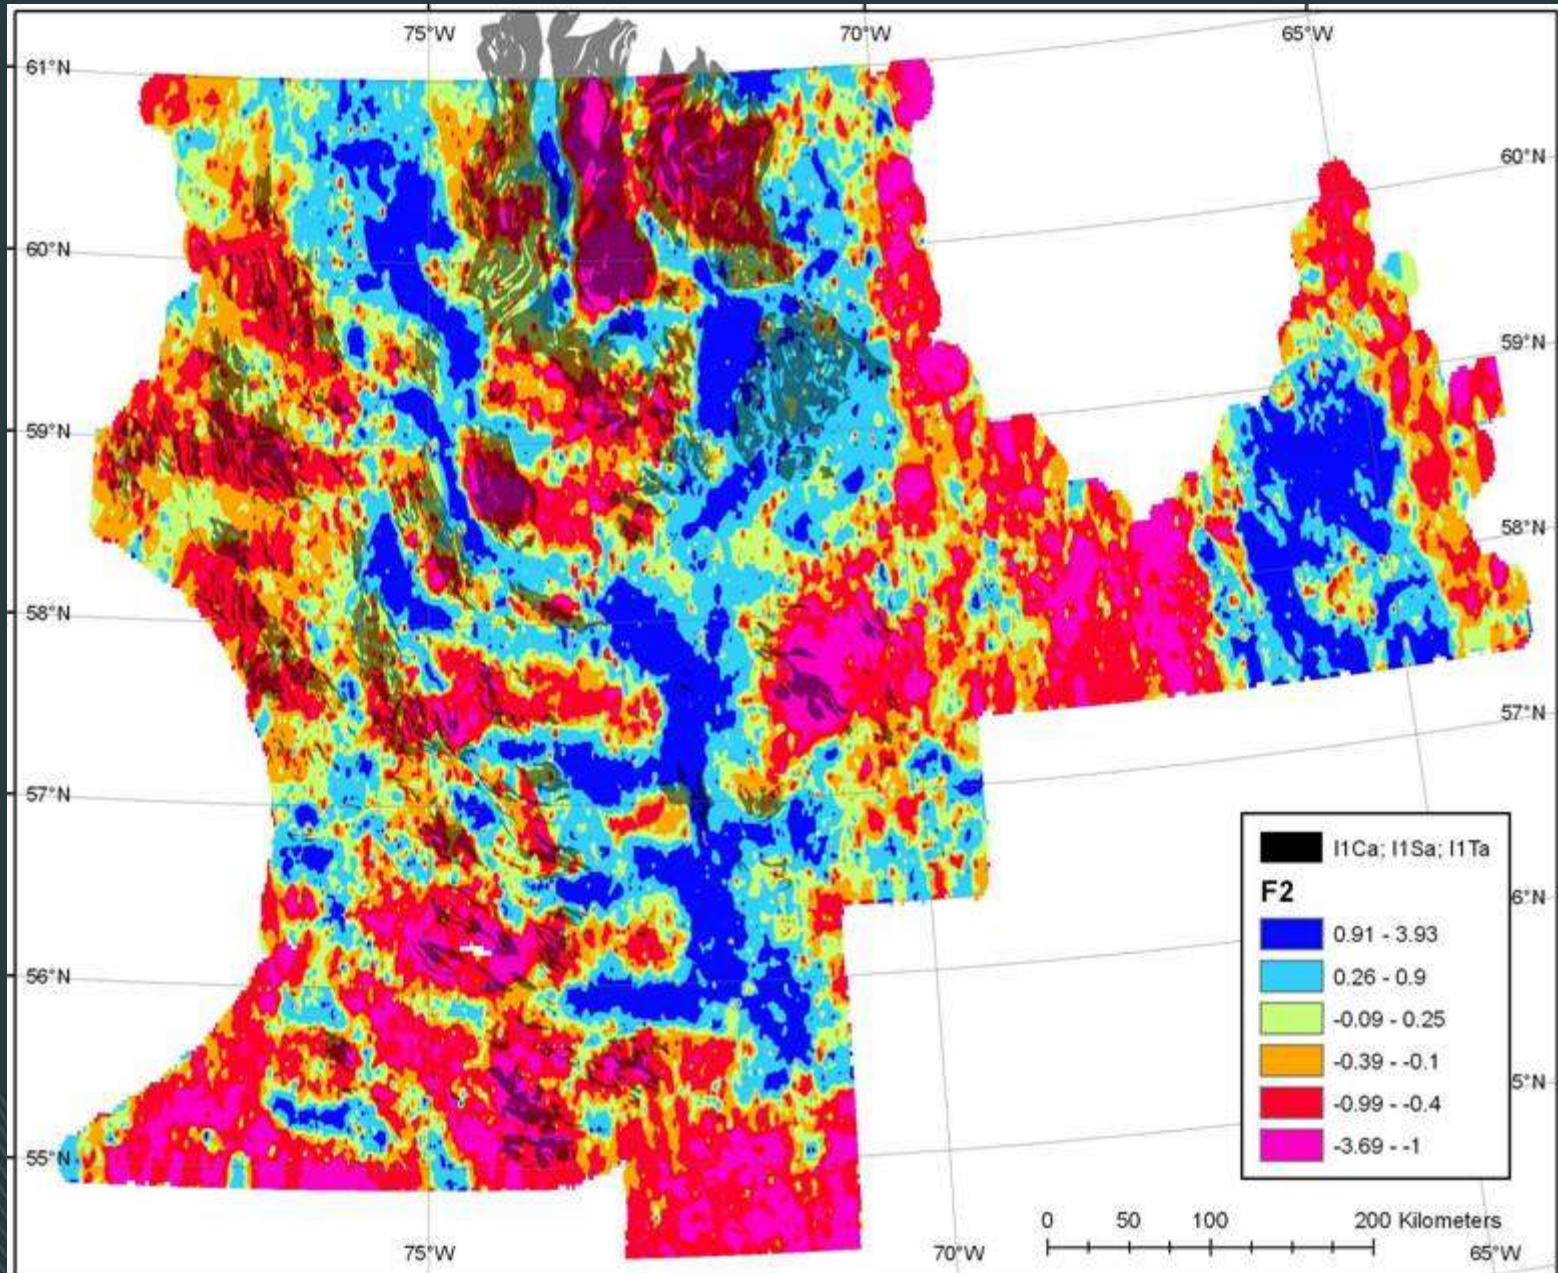 75°W 70°W 65°W
61°N
60°N
60°N
59°N
59°N
58°N
58°N
57°N
57°N
I1Ca; I1Sa; I1Ta
F2
6°N
0.91 - 3.93
0.26 - 0.9
56°N
-0.09 - 0.25
-0.39 - -0.1
5°N
-0.99 - -0.4
-3.69 - -1
55°N
0 50 100 200 Kilometers
75°W 70°W 65°W